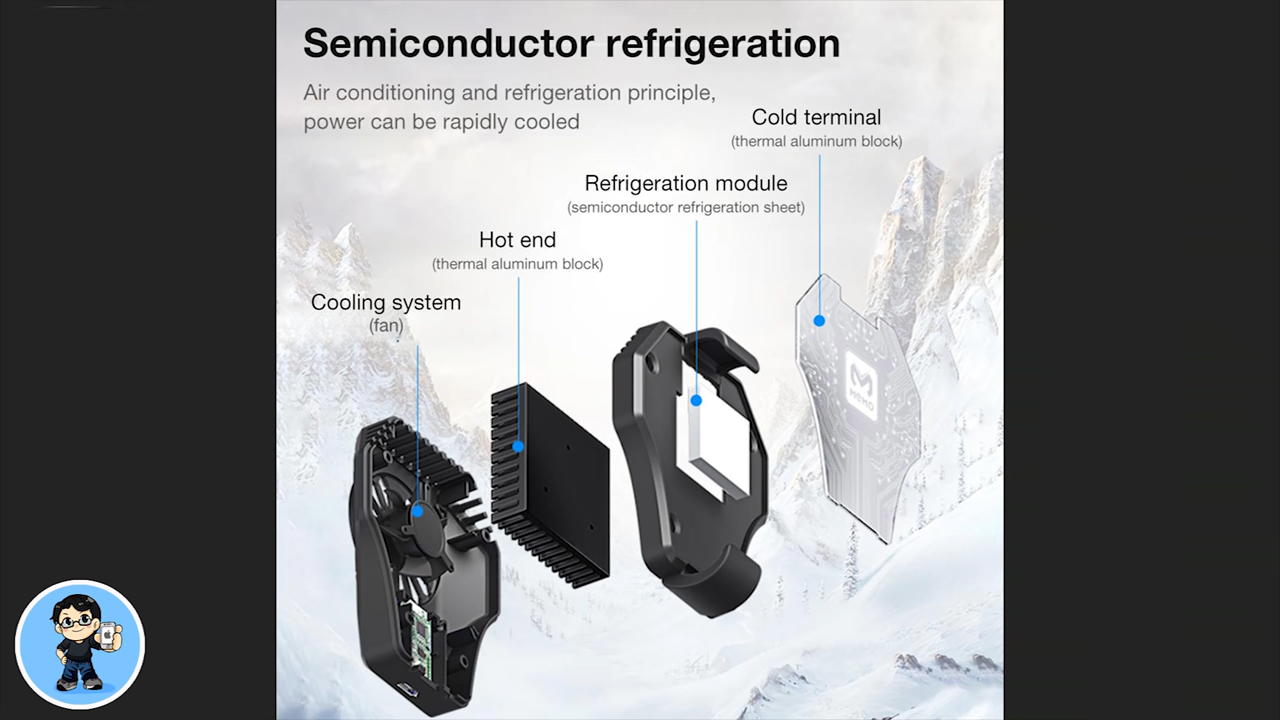 Semiconductor refrigeration
Air conditioning and refrigeration principle,
power can be rapidly cooled
Cold terminal
(thermal aluminum block)
Refrigeration module
(semiconductor refrigeration sheet)
Hot end
(thermal aluminum block)
Cooling system
(fan)
MEMO